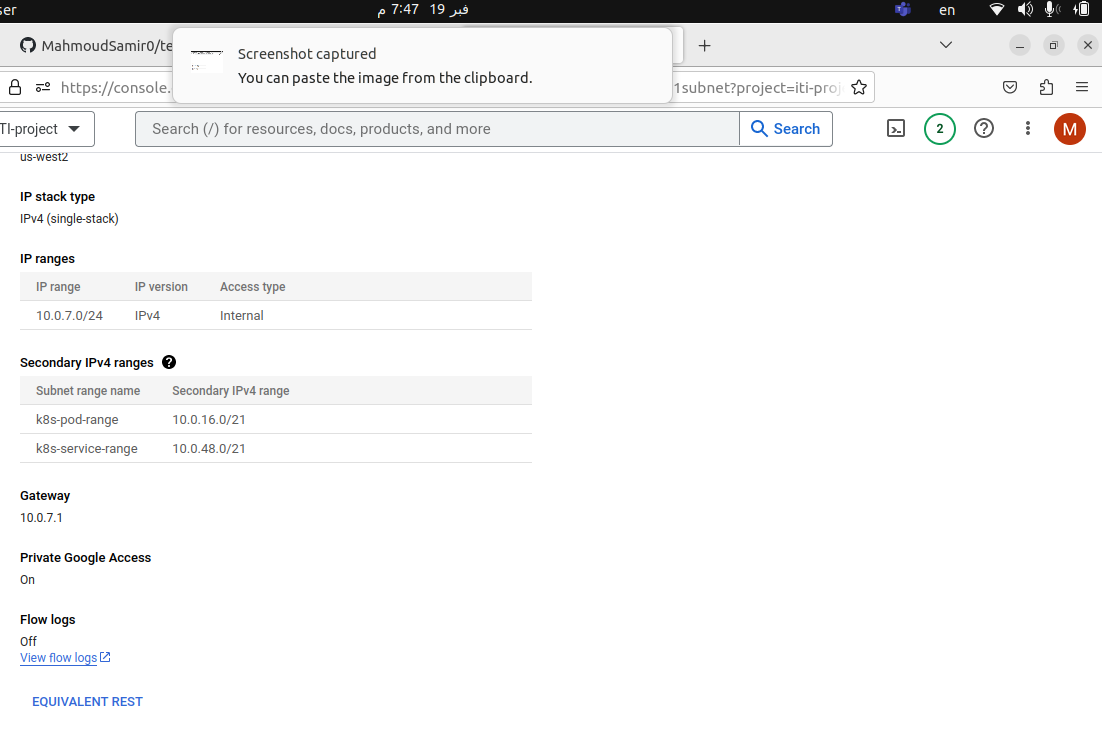 ser
فبر 19 7:47 م
en
MahmoudSamir0/te
Screenshot captured
You can paste the image from the clipboard.
https://console.
1subnet?project=iti-proj
TI-project
Search (/) for resources, docs, products, and more
Search
2
M
us-west2
IP stack type
IPv4 (single-stack)
IP ranges
IP range IP version Access type
10.0.7.0/24 IPv4 Internal
Secondary IPv4 ranges
Subnet range name Secondary IPv4 range
k8s-pod-range 10.0.16.0/21
k8s-service-range 10.0.48.0/21
Gateway
10.0.7.1
Private Google Access
On
Flow logs
Off
View flow logs
EQUIVALENT REST